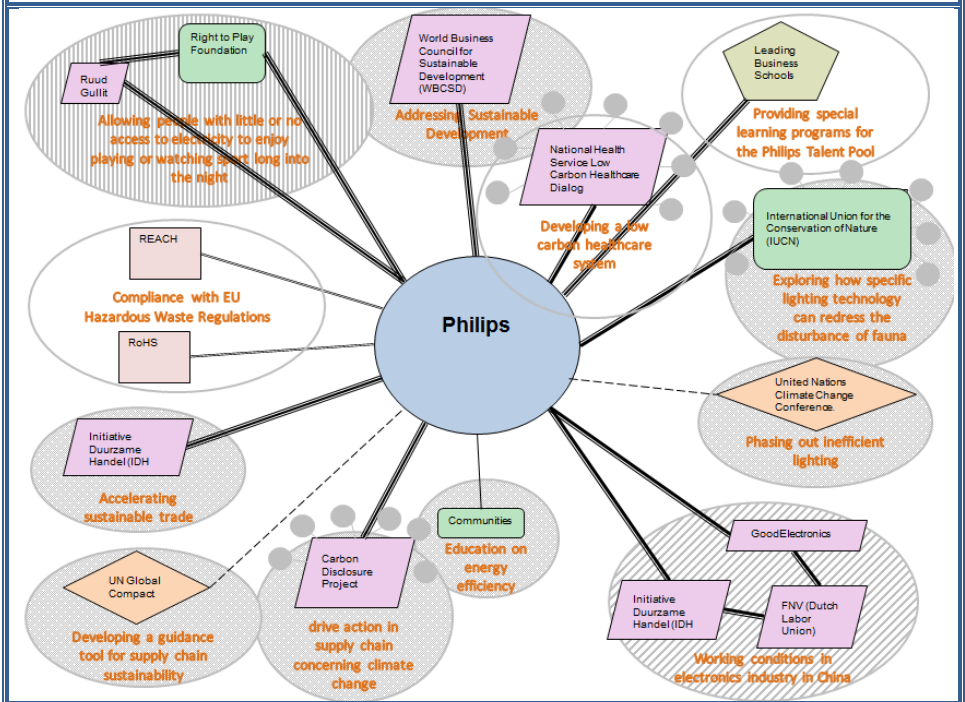 Right to Play
Foundation
Ruud
Gullit
Allowing people with little or no
access to electricity to enjoy
playing or watching sport long into
the night
World Business
Council for
Sustainable
Development
(WBCSD)
Addressing Sustainable
Development
Leading
Business
Schools
Providing special
learning programs for
the Philips Talent Pool
National Health
Service Low
Carbon Healthcare
Dialog
Developing a low
carbon healthcare
system
International Union for the
Conservation of Nature
(IUCN)
Exploring how specific
lighting technology
can redress the
disturbance of fauna
REACH
Compliance with EU
Hazardous Waste Regulations
RoHS
Philips
United Nations
Climate Change
Conference.
Phasing out inefficient
lighting
Initiative
Duurzame
Handel (IDH
Accelerating
sustainable trade
Communities
Education on
energy
efficiency
GoodElectronics
Initiative
Duurzame
Handel (IDH
FNV (Dutch
Labor
Union)
Working conditions in
electronics industry in China
UN Global
Compact
Developing a guidance
tool for supply chain
sustainability
Carbon
Disclosure
Project
drive action in
supply chain
concerning climate
change